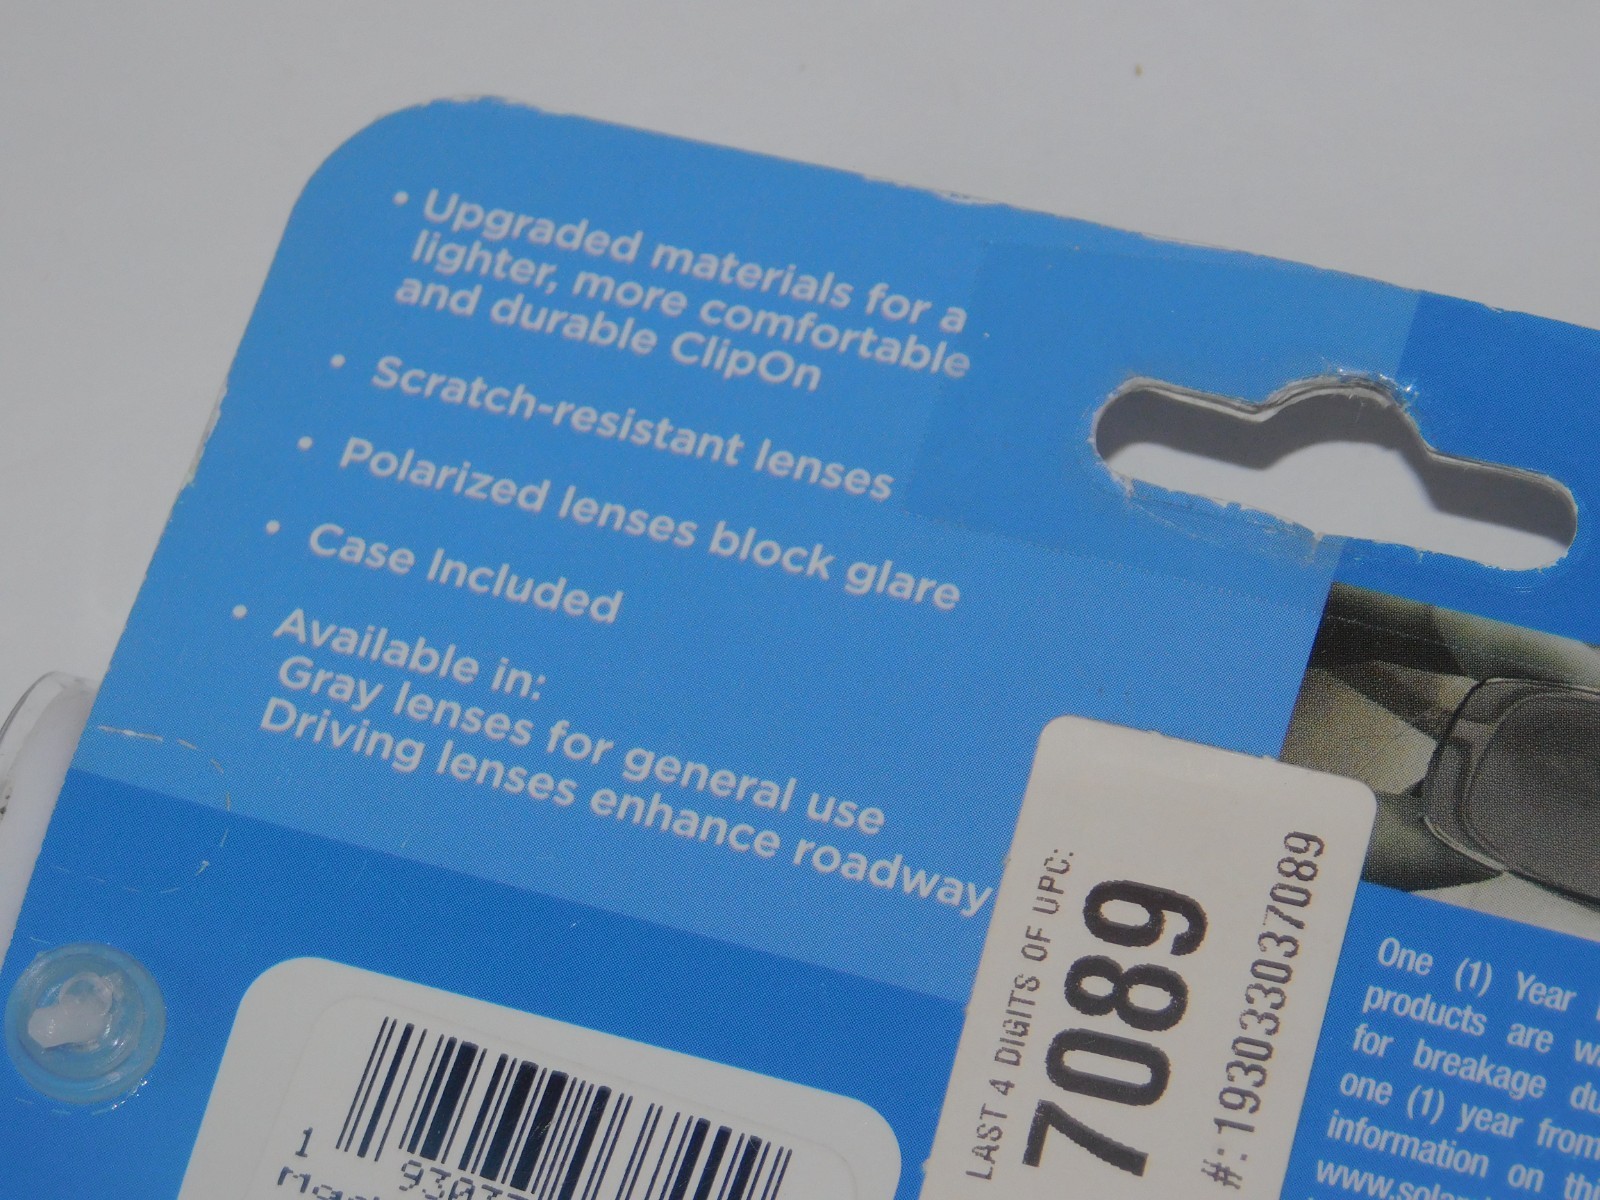 • Upgraded materials for a
lighter, more comfortable
and durable ClipOn
• Scratch-resistant lenses
• Polarized lenses block glare
• Case Included
• Available in:
Gray lenses for general use
Driving lenses enhance roadway
LAST 4 DIGITS OF UPC:
7089
#: 193033037089
One (1) Year
products are
for breakage
one (1) year from
information on
1